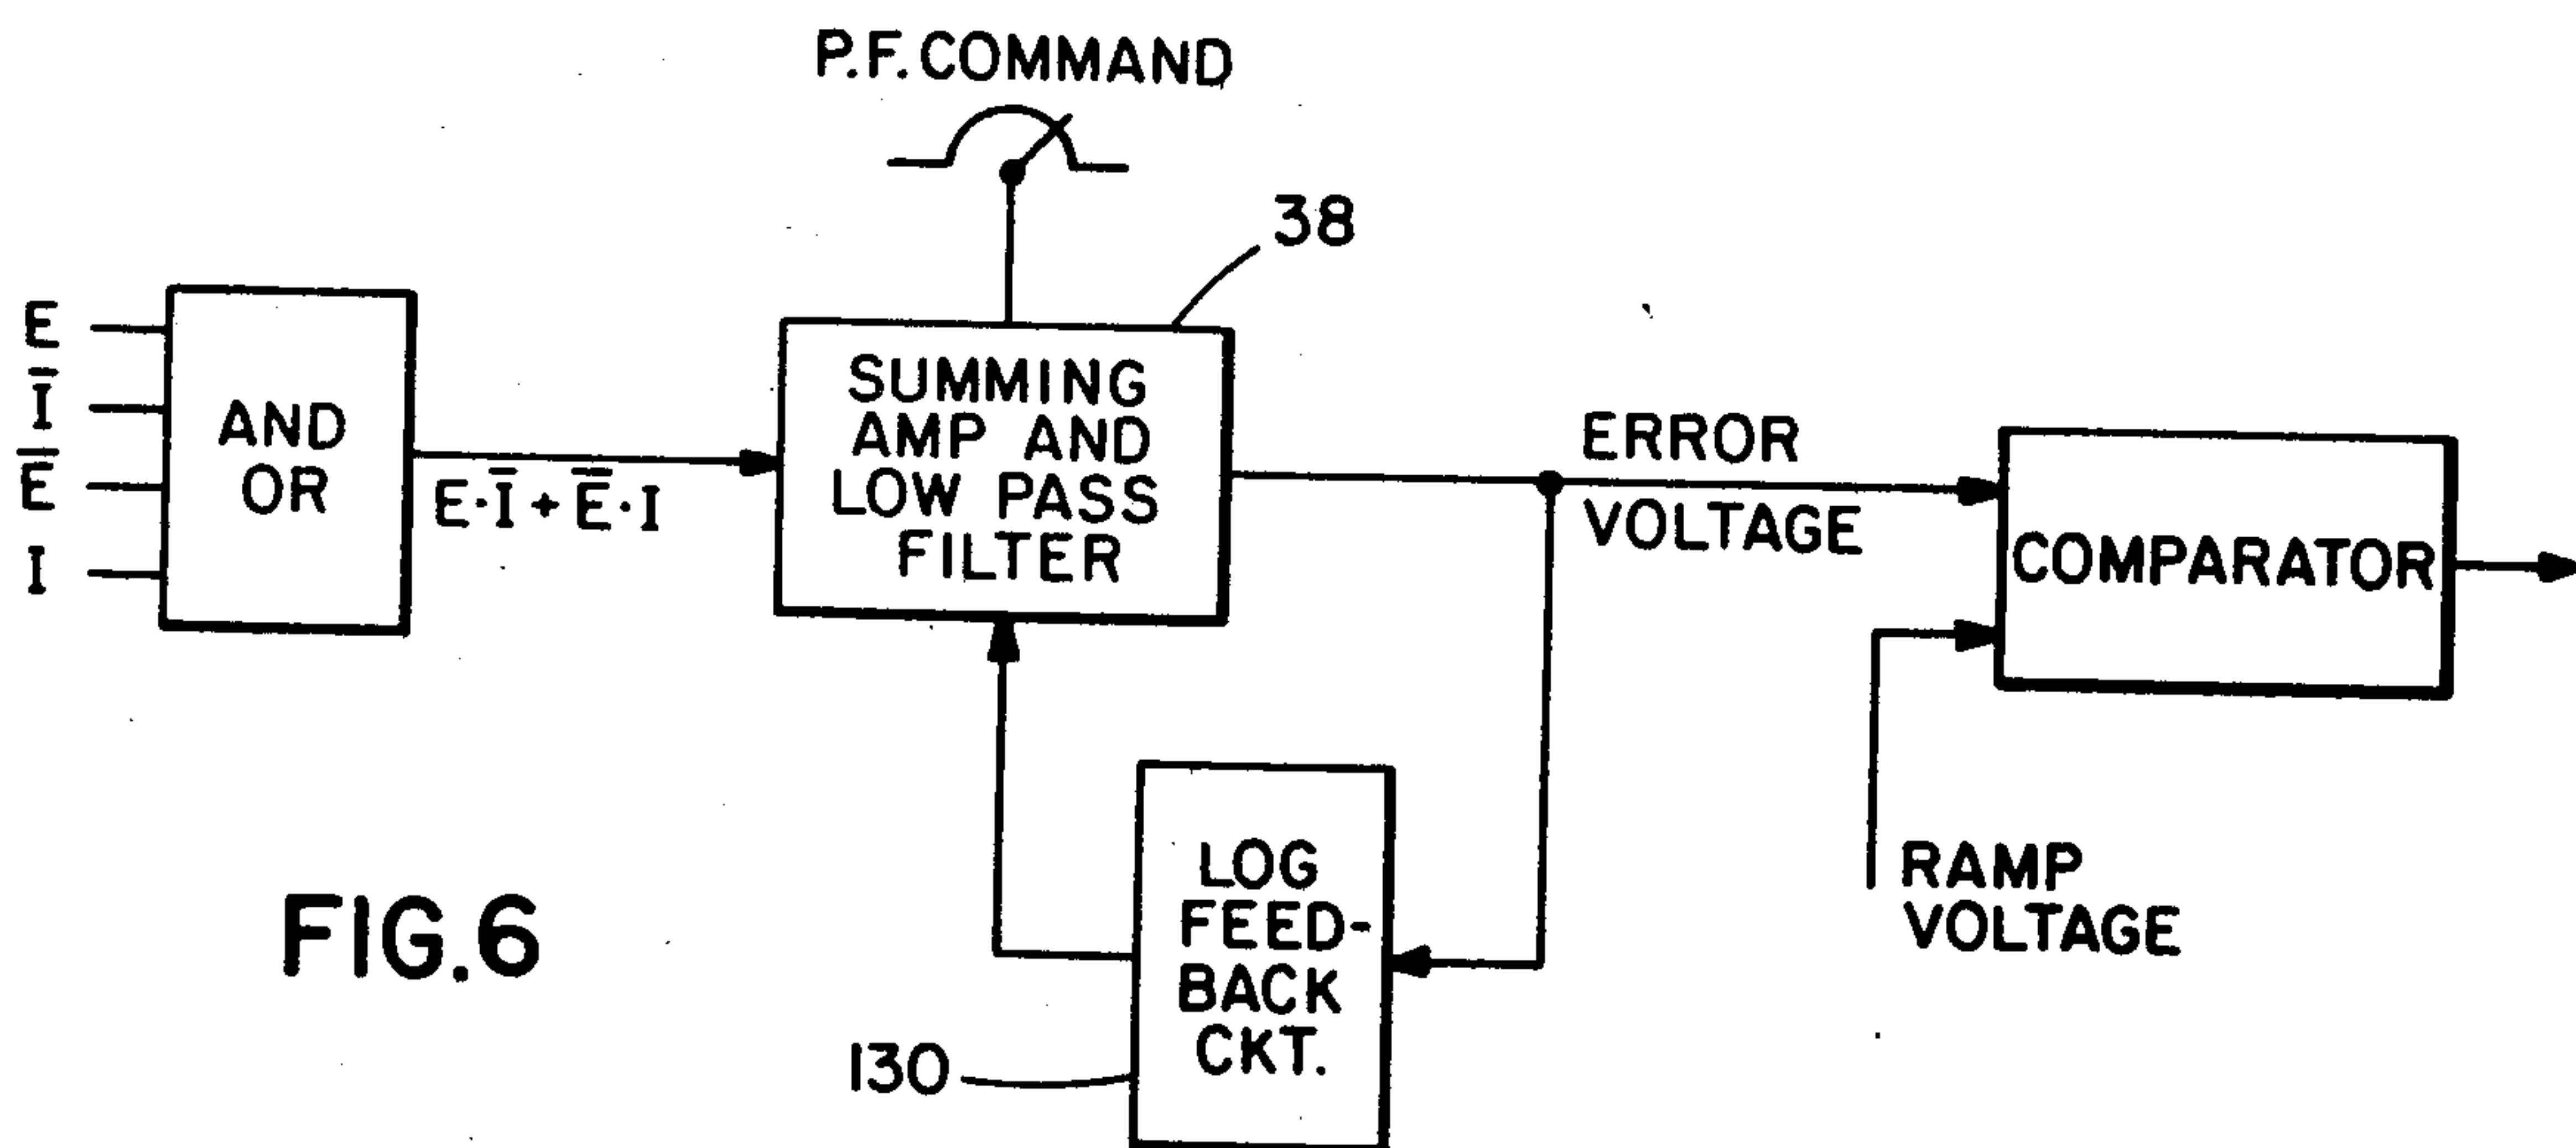 P.F. COMMAND
38
E
Ī
Ē
I
AND
OR
E·Ī + Ē·I
SUMMING
AMP AND
LOW PASS
FILTER
ERROR
VOLTAGE
COMPARATOR
RAMP
VOLTAGE
LOG
FEED-
BACK
CKT.
130
FIG.6